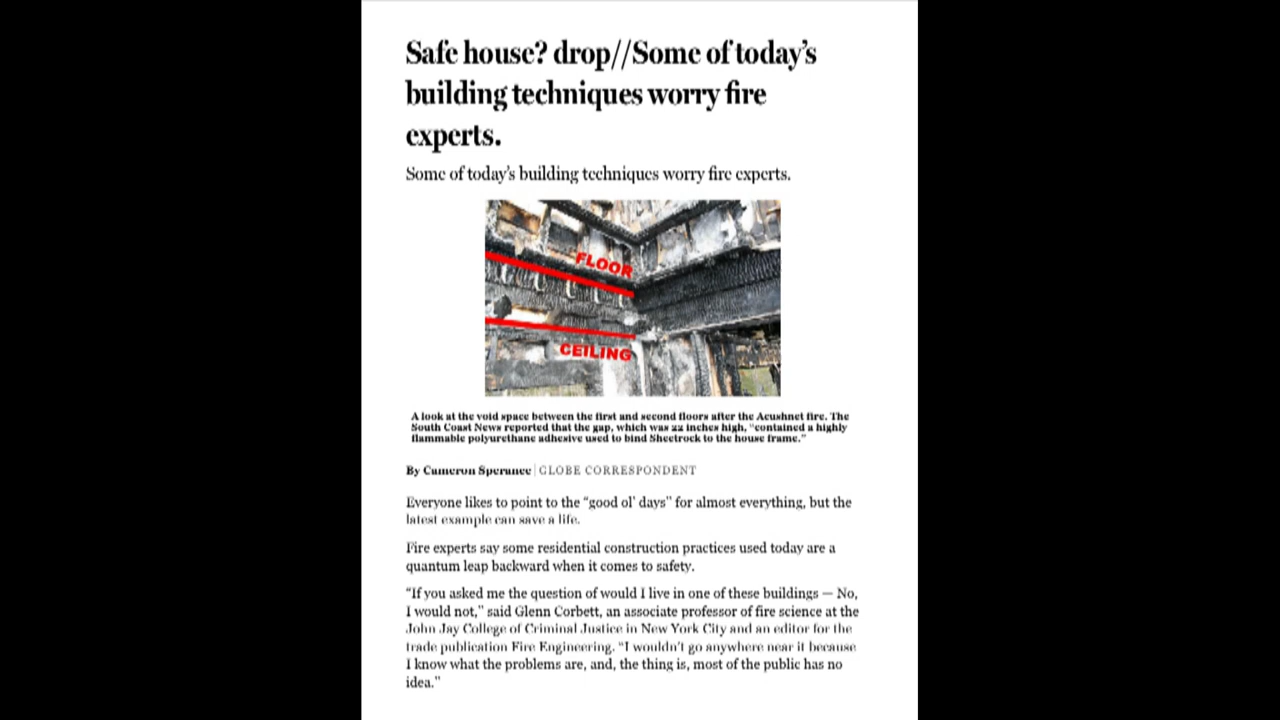 Safe house? drop//Some of today's
building techniques worry fire
experts.
Some of today's building techniques worry fire experts.
FLOOR
CEILING
A look at the void space between the first and second floors after the Acushnet fire. The
South Coast News reported that the gap, which was 22 inches high, "contained a highly
flammable polyurethane adhesive used to bind Sheetrock to the house frame."
By Cameron Sperance | GLOBE CORRESPONDENT
Everyone likes to point to the "good ol' days" for almost everything, but the
latest example can save a life.
Fire experts say some residential construction practices used today are a
quantum leap backward when it comes to safety.
"If you asked me the question of would I live in one of these buildings — No,
I would not," said Glenn Corbett, an associate professor of fire science at the
John Jay College of Criminal Justice in New York City and an editor for the
trade publication Fire Engineering. "I wouldn't go anywhere near it because
I know what the problems are, and, the thing is, most of the public has no
idea."